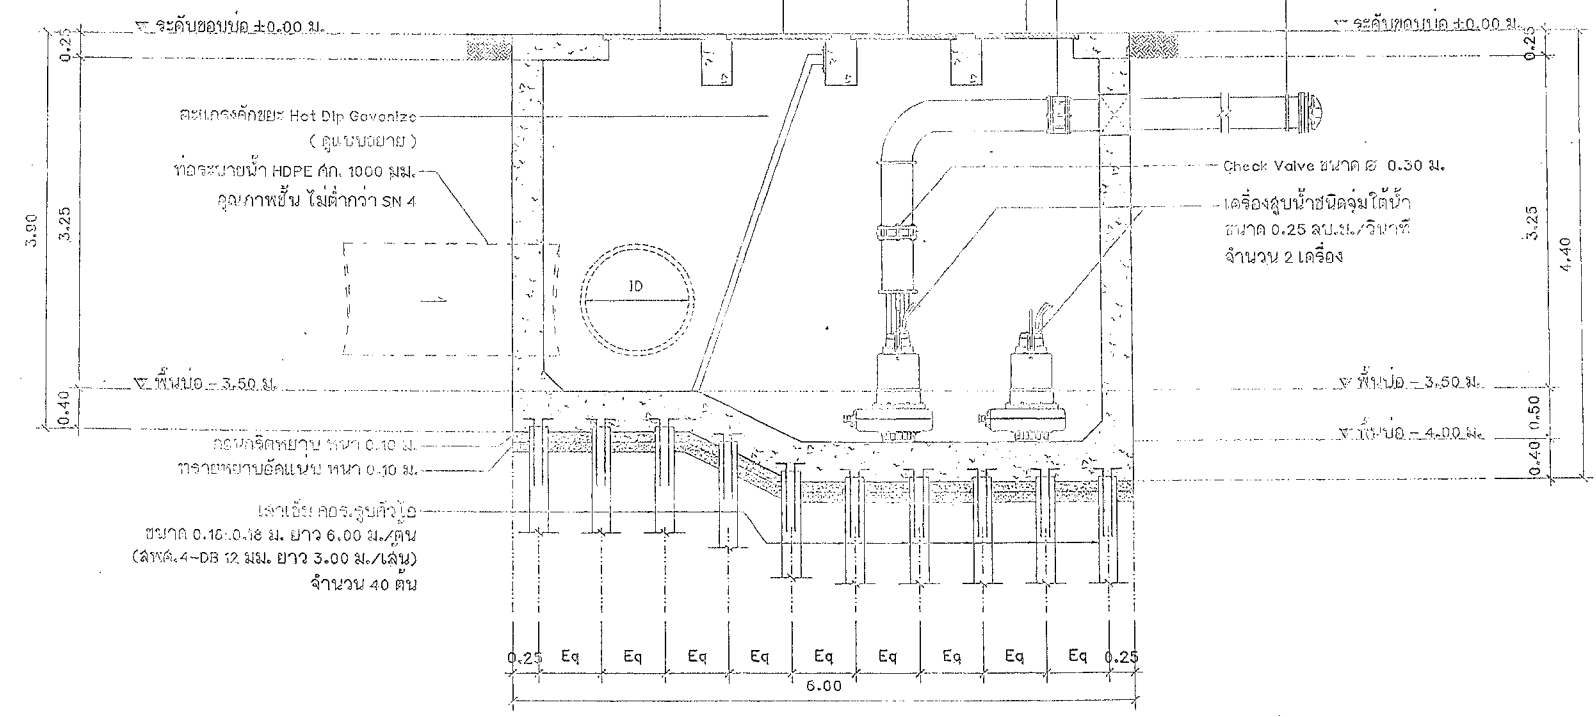 ระดับขอบบ่อ ±0.00 ม.
ระดับขอบบ่อ ±0.00 ม.
0.25
0.25
ตะแกรงดักขยะ Hot Dip Gavanize
( ดูแบบขยาย )
ท่อระบายน้ำ HDPE ศก. 1000 มม.
คุณภาพชั้น ไม่ต่ำกว่า SN 4
Check Valve ขนาด Ø 0.30 ม.
เครื่องสูบน้ำชนิดจุ่มใต้น้ำ
ขนาด 0.25 ลบ.ม./วินาที
จำนวน 2 เครื่อง
3.90
3.25
3.25
4.40
ID
พื้นบ่อ - 3.50 ม.
พื้นบ่อ - 3.50 ม.
0.40
0.50
พื้นบ่อ - 4.00 ม.
0.40
คอนกรีตหยาบ หนา 0.10 ม.
ทรายหยาบอัดแน่น หนา 0.10 ม.
เสาเข็ม คอร.รูปตัวไอ
ขนาด 0.18x0.18 ม. ยาว 6.00 ม./ต้น
4-DB 12 มม. ยาว 3.00 ม./เส้น)
จำนวน 40 ต้น
0.25 Eq Eq Eq Eq Eq Eq Eq Eq Eq 0.25
6.00